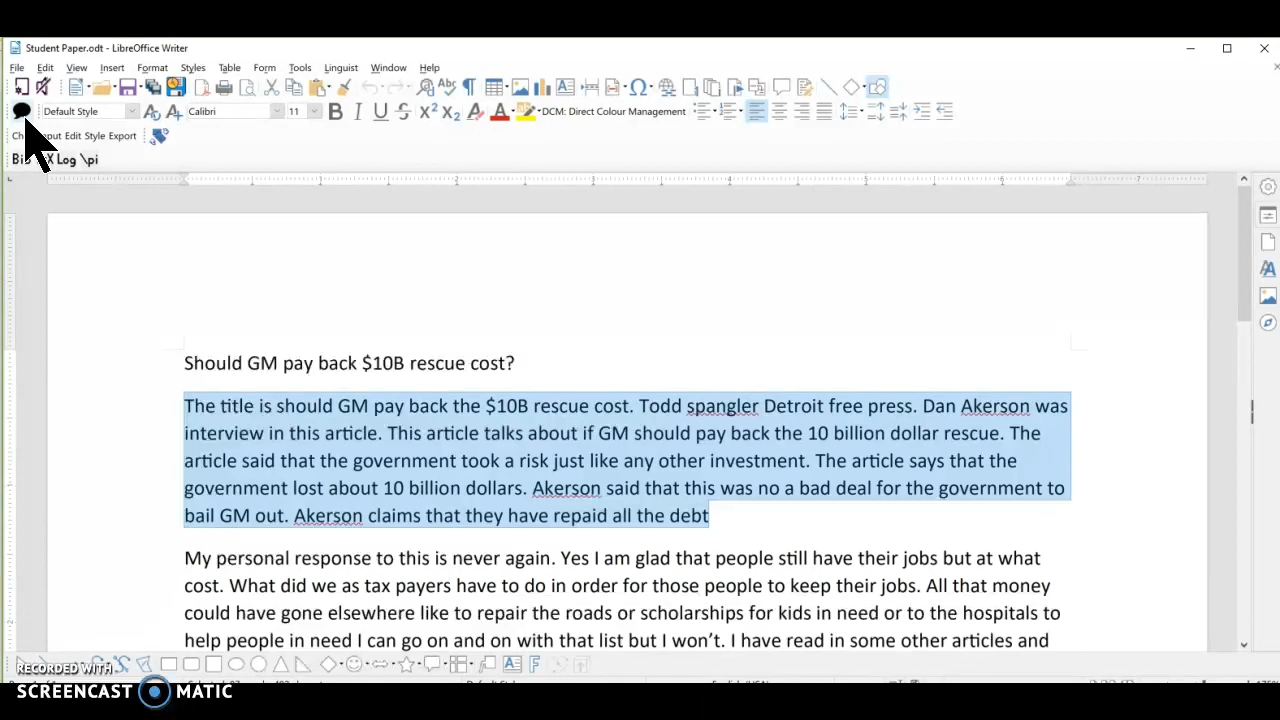 Student Paper.odt - LibreOffice Writer
File Edit View Insert Format Styles Table Form Tools Linguist Window Help
Default Style Calibri 11 DCM: Direct Colour Management
out Edit Style Export
Log \pi
1 2 3 4 5 6 7
Should GM pay back $10B rescue cost?
The title is should GM pay back the $10B rescue cost. Todd spangler Detroit free press. Dan Akerson was
interview in this article. This article talks about if GM should pay back the 10 billion dollar rescue. The
article said that the government took a risk just like any other investment. The article says that the
government lost about 10 billion dollars. Akerson said that this was no a bad deal for the government to
bail GM out. Akerson claims that they have repaid all the debt
My personal response to this is never again. Yes I am glad that people still have their jobs but at what
cost. What did we as tax payers have to do in order for those people to keep their jobs. All that money
could have gone elsewhere like to repair the roads or scholarships for kids in need or to the hospitals to
help people in need I can go on and on with that list but I won't. I have read in some other articles and
RECORDED WITH
SCREENCAST MATIC